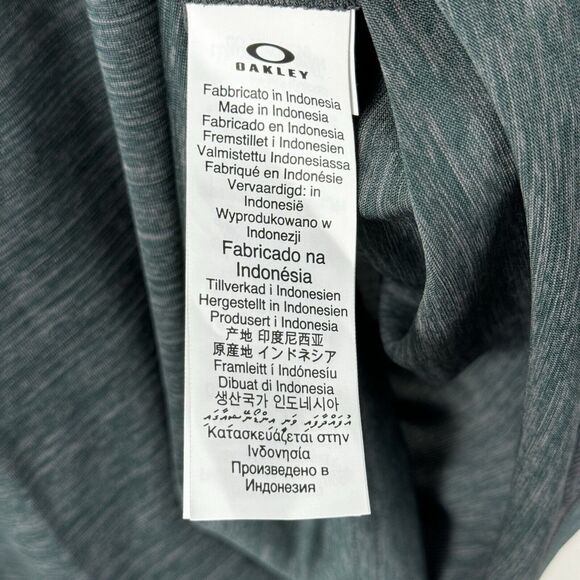 OAKLEY
Fabbricato in Indonesia
Made in Indonesia
Fabricado en Indonesia
Fremstillet i Indonesien
Valmistettu Indonesiassa
Fabriqué en Indonésie
Vervaardigd: in
Indonesië
Wyprodukowano w
Indonezji
Fabricado na
Indonésia
Tillverkad i Indonesien
Hergestellt in Indonesien
Produsert i Indonesia
产地 印度尼西亚
原産地 インドネシア
Framleitt í Indónesíu
Dibuat di Indonesia
생산국가 인도네시아
Κατασκευάζεται στην
Ινδονησία
Произведено в
Индонезия